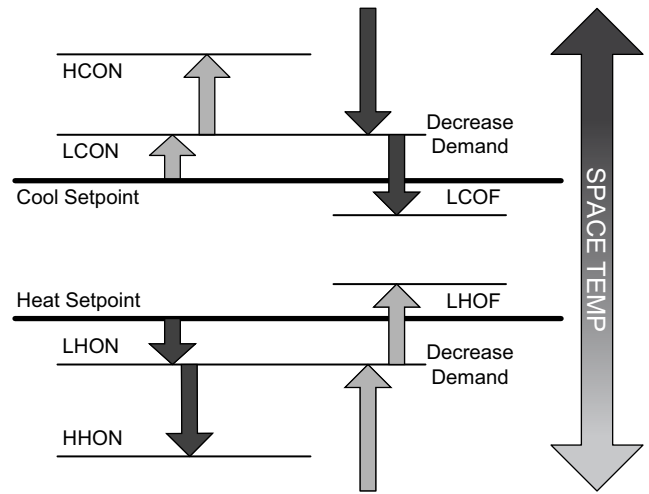 HCON
LCON
Decrease
Demand
Cool Setpoint
LCOF
Heat Setpoint
LHOF
LHON
Decrease
Demand
HHON
SPACE TEMP